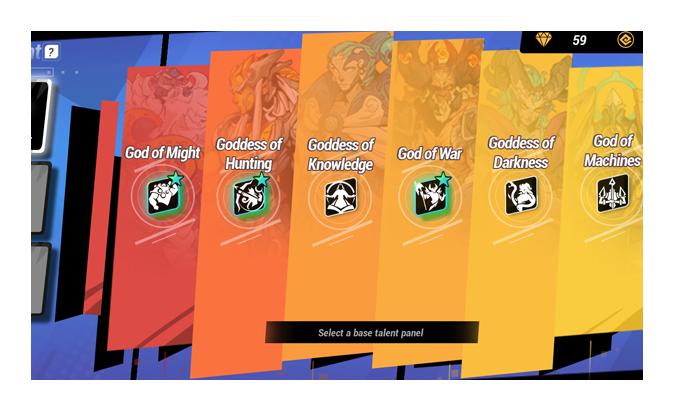 ?
59
God of Might
Goddess of
Hunting
Goddess of
Knowledge
God of War
Goddess of
Darkness
God of
Machines
Select a base talent panel